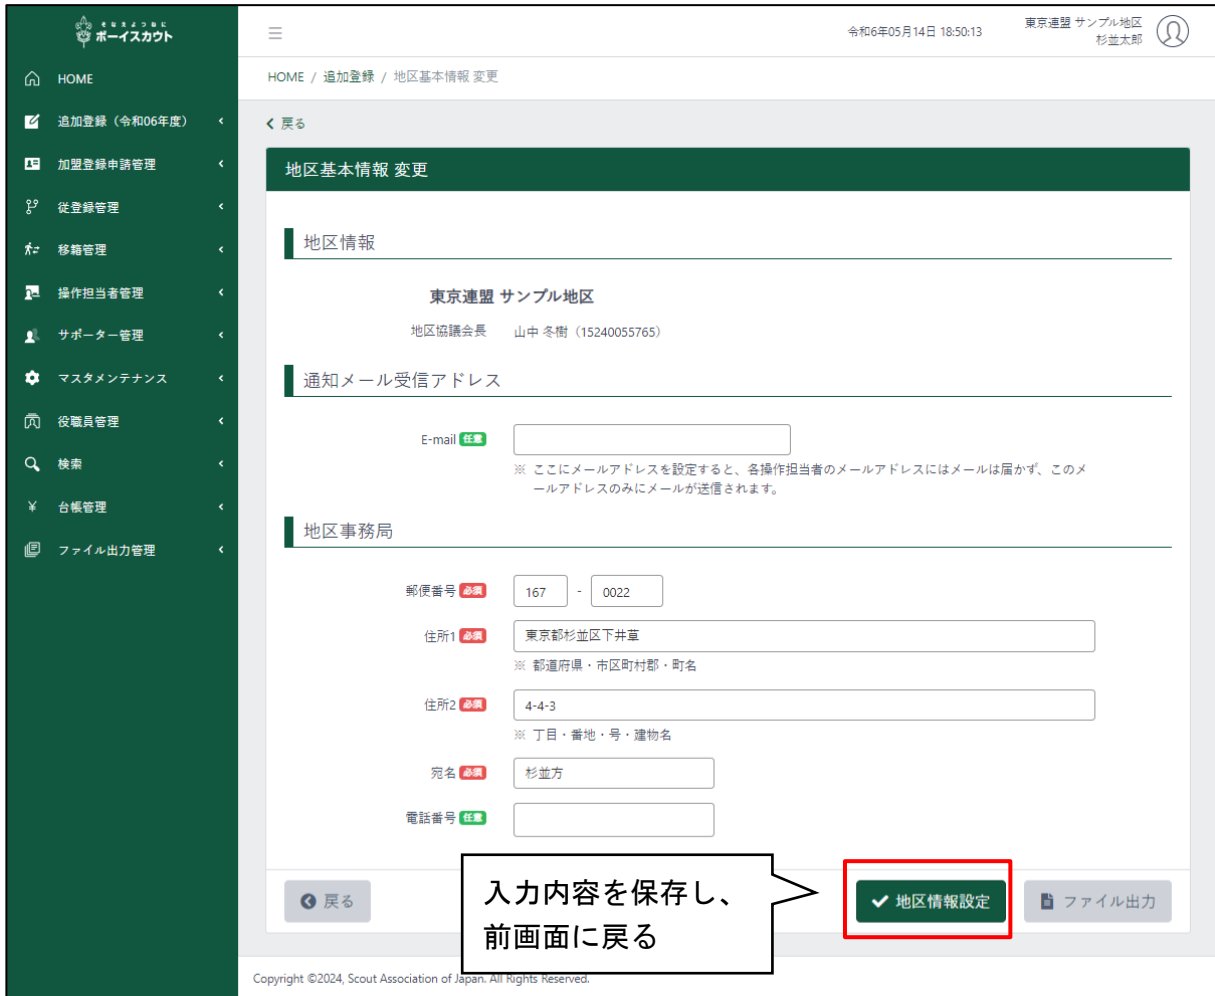 そなえよつねに
ボーイスカウト
令和6年05月14日 18:50:13
東京連盟 サンプル地区
杉並太郎
HOME
追加登録（令和06年度）
加盟登録申請管理
従登録管理
移籍管理
操作担当者管理
サポーター管理
マスタメンテナンス
役職員管理
検索
台帳管理
ファイル出力管理
HOME / 追加登録 / 地区基本情報 変更
戻る
地区基本情報 変更
地区情報
東京連盟 サンプル地区
地区協議会長 山中 冬樹（15240055765）
通知メール受信アドレス
E-mail 任意
※ ここにメールアドレスを設定すると、各操作担当者のメールアドレスにはメールは届かず、このメ
ールアドレスのみにメールが送信されます。
地区事務局
郵便番号 必須 167 - 0022
住所1 必須 東京都杉並区下井草
※ 都道府県・市区町村郡・町名
住所2 必須 4-4-3
※ 丁目・番地・号・建物名
宛名 必須 杉並方
電話番号 任意
戻る
入力内容を保存し、
前画面に戻る
地区情報設定
ファイル出力
Copyright ©2024, Scout Association of Japan. All Rights Reserved.